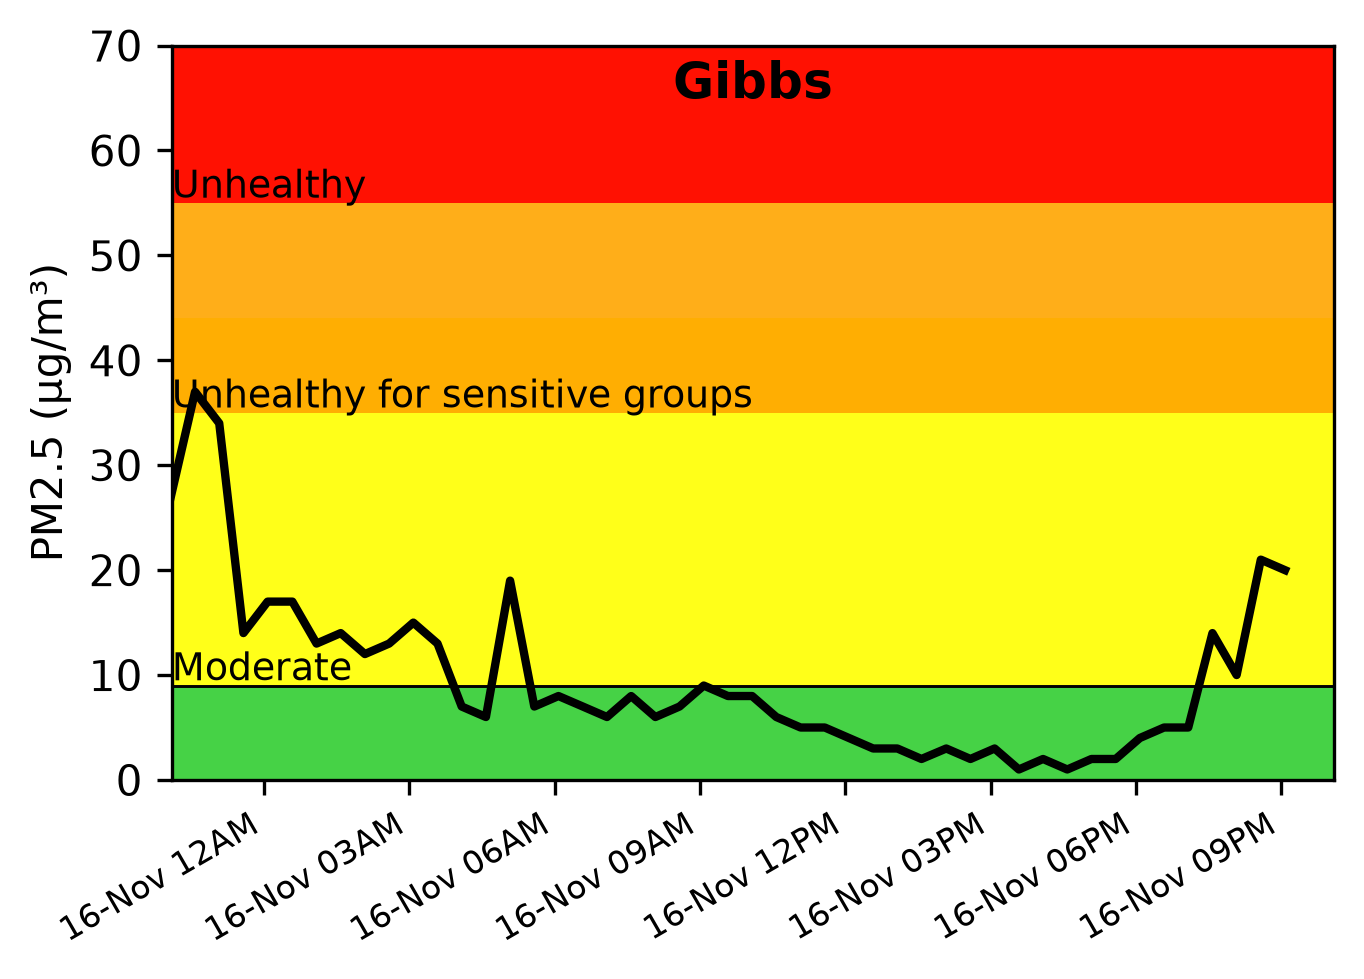 Gibbs
70
60
50
40
30
20
10
0
PM2.5 (µg/m³)
Unhealthy
Unhealthy for sensitive groups
Moderate
16-Nov 12AM
16-Nov 03AM
16-Nov 06AM
16-Nov 09AM
16-Nov 12PM
16-Nov 03PM
16-Nov 06PM
16-Nov 09PM